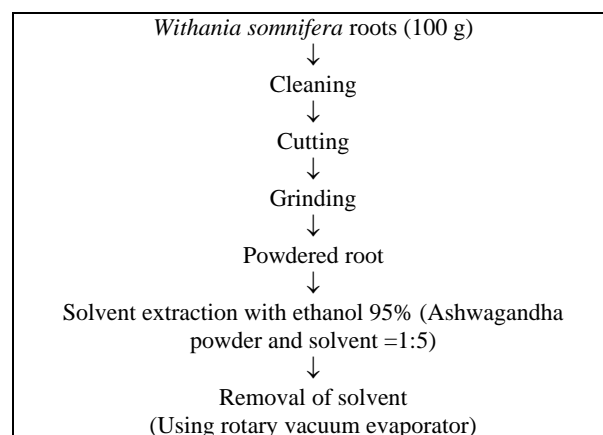 Withania somnifera roots (100 g)
↓
Cleaning
↓
Cutting
↓
Grinding
↓
Powdered root
↓
Solvent extraction with ethanol 95% (Ashwagandha
powder and solvent =1:5)
↓
Removal of solvent
(Using rotary vacuum evaporator)